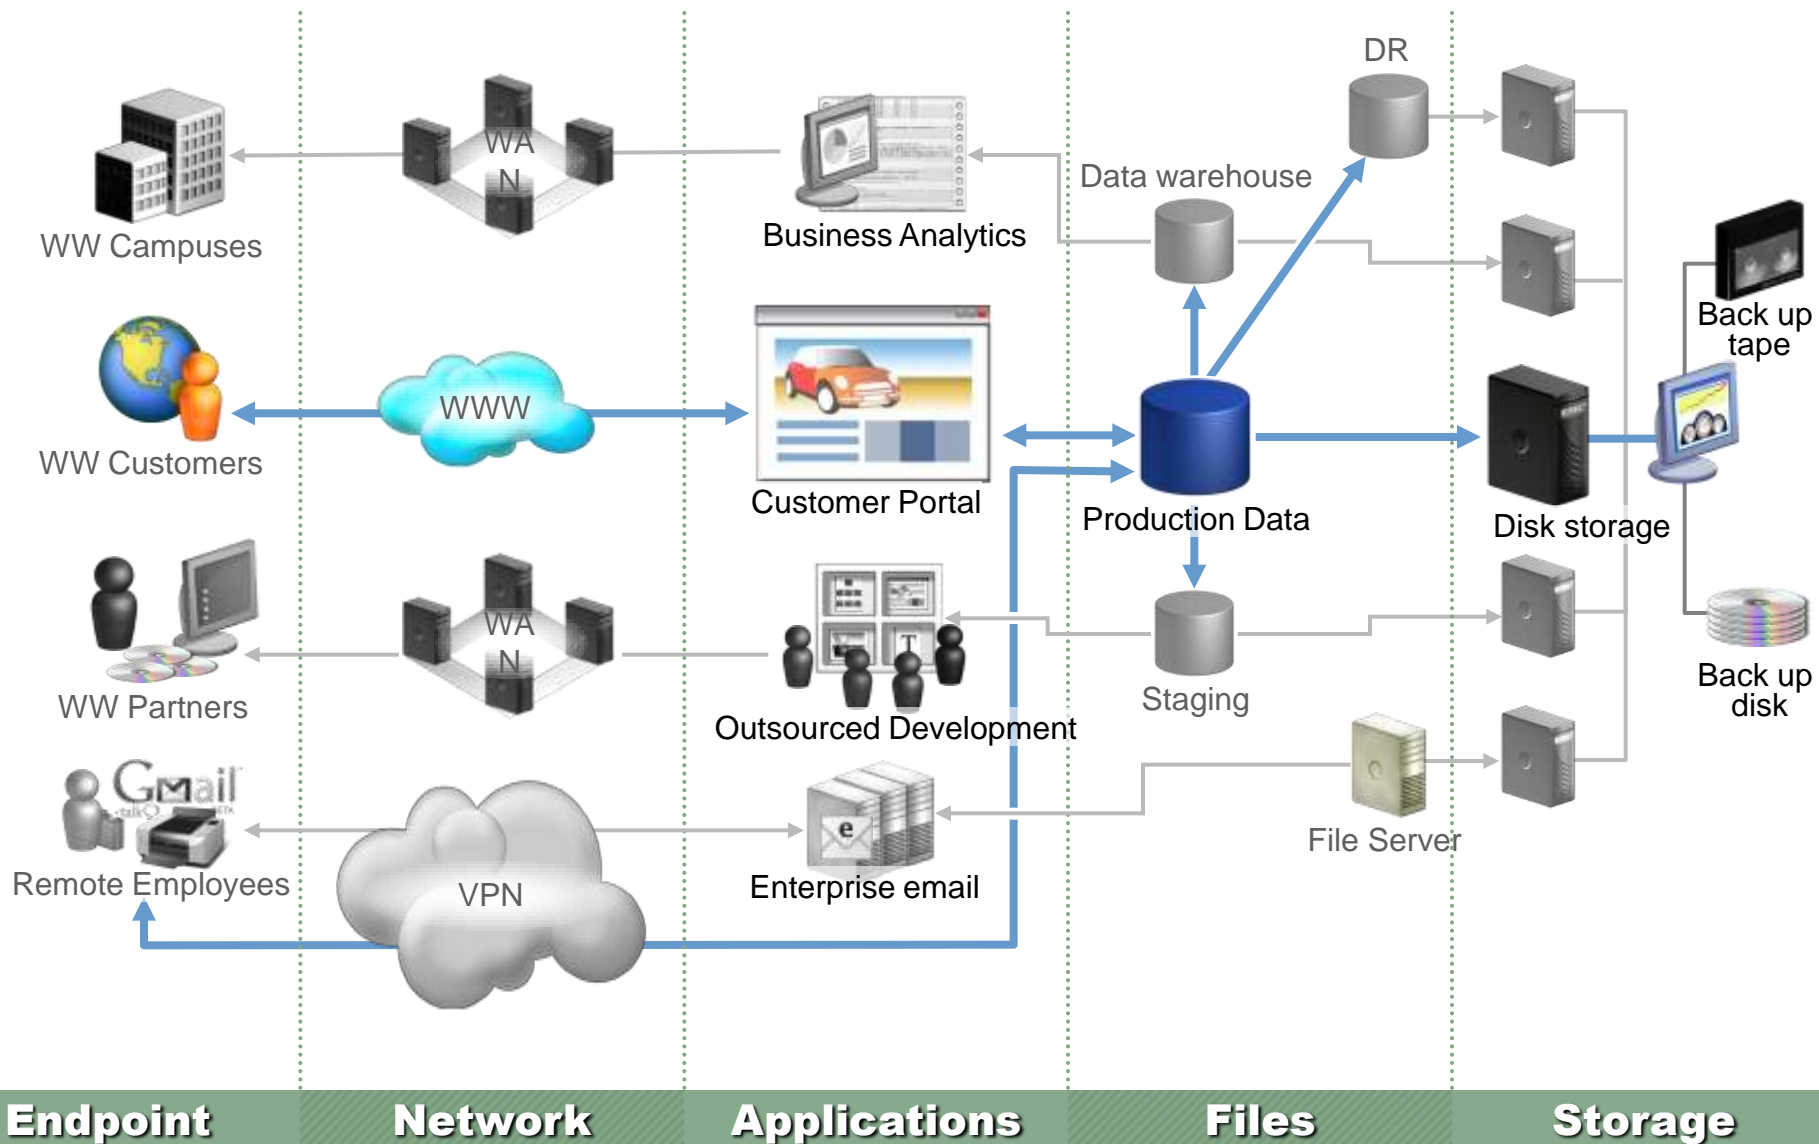 DR
WA
N
Data warehouse
WW Campuses
Business Analytics
Back up
tape
WWW
WW Customers
Customer Portal
Production Data
Disk storage
WA
N
T
WW Partners
Outsourced Development
Staging
Back up
disk
Gmail
talk
e
File Server
Remote Employees
VPN
Enterprise email
Endpoint
Network
Applications
Files
Storage